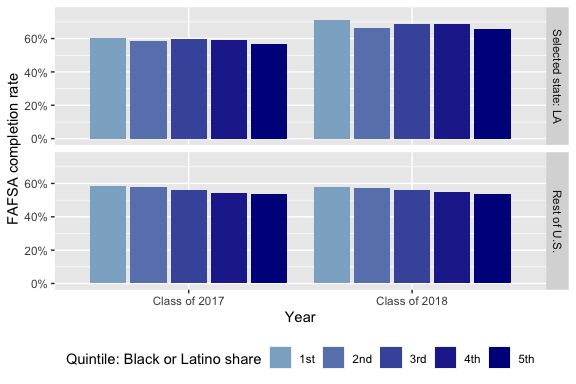 FAFSA completion rate
60%
40%
20%
0%
Selected state: LA
60%
40%
20%
0%
Rest of U.S.
Class of 2017 Class of 2018
Year
Quintile: Black or Latino share 1st 2nd 3rd 4th 5th